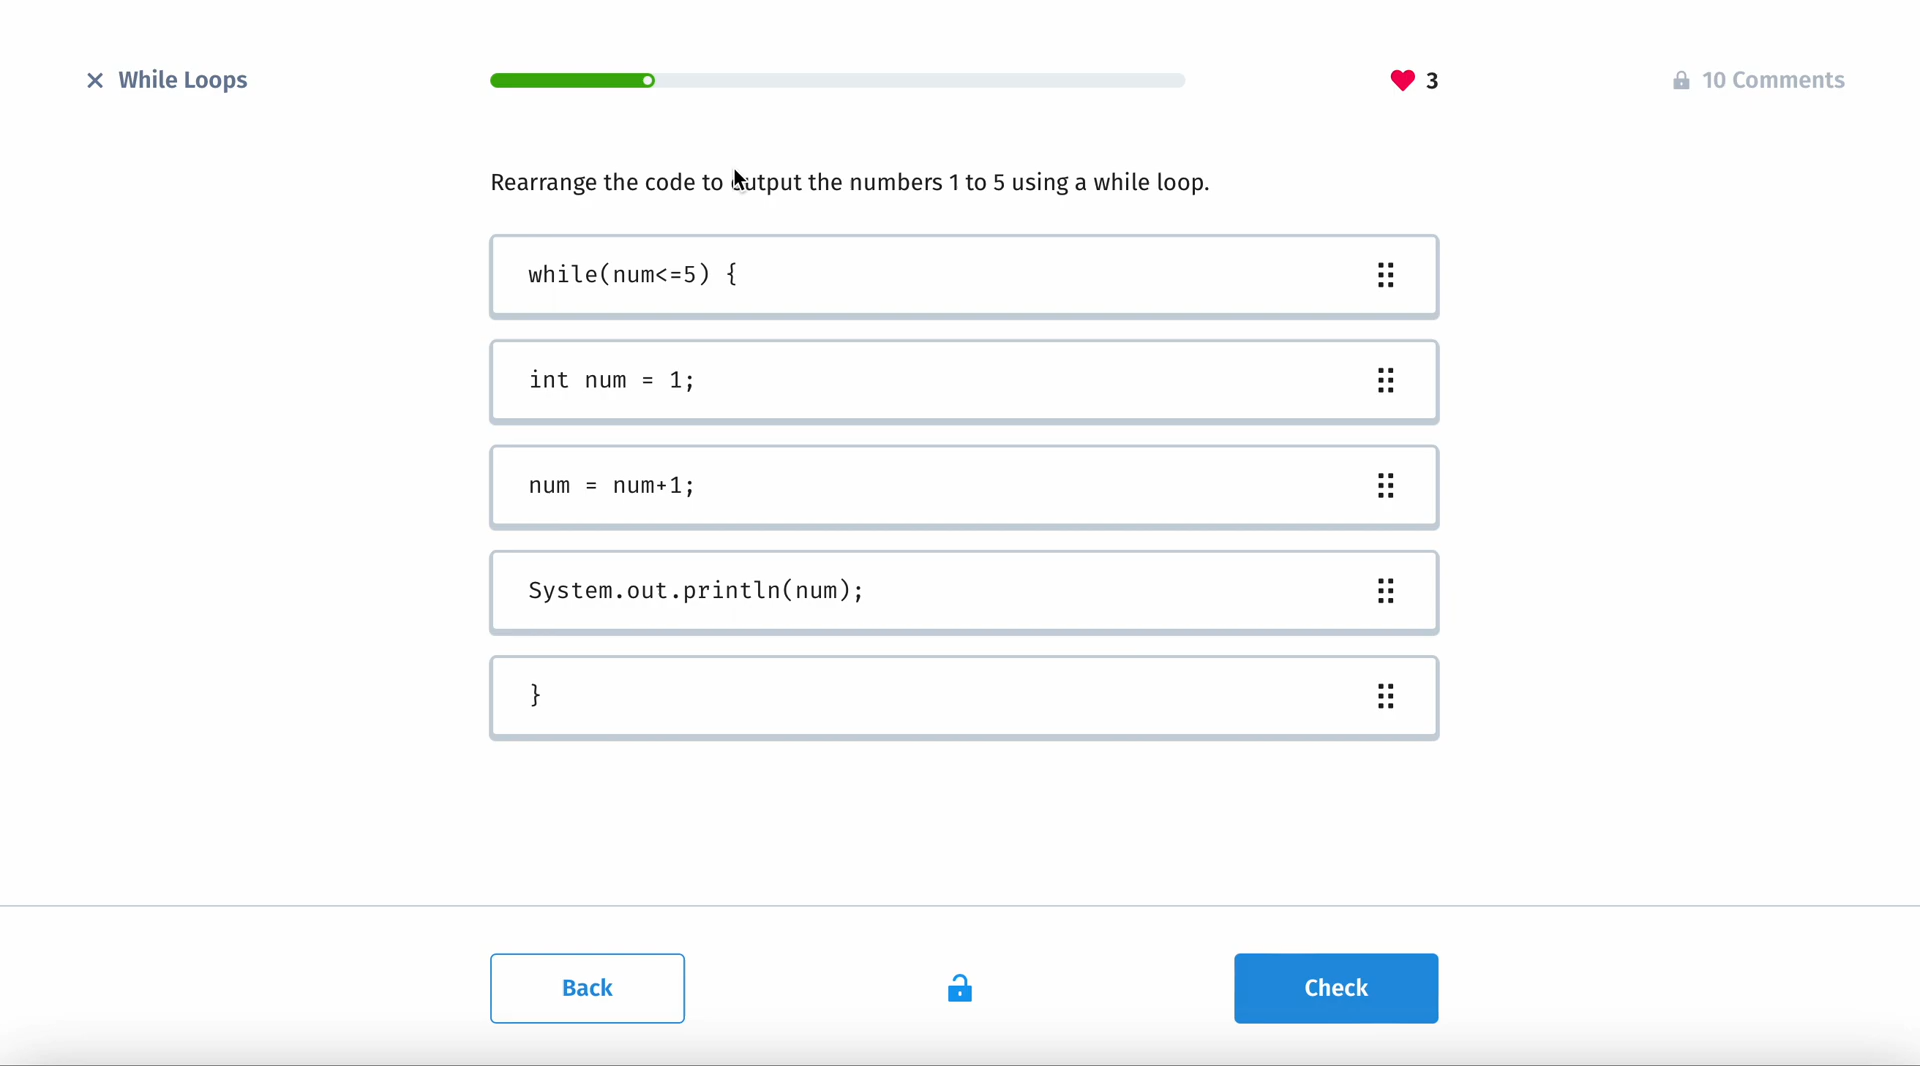 While Loops
3
10 Comments
Rearrange the code to output the numbers 1 to 5 using a while loop.
while(num<=5) {
int num = 1;
num = num+1;
System.out.println(num);
}
Back
Check